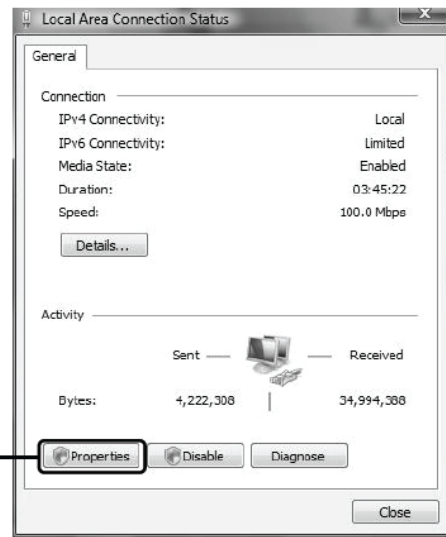 Local Area Connection Status
General
Connection
IPv4 Connectivity: Local
IPv6 Connectivity: Limited
Media State: Enabled
Duration: 03:45:22
Speed: 100.0 Mbps
Details...
Activity
Sent Received
Bytes: 4,222,308 34,994,388
Properties Disable Diagnose
Close